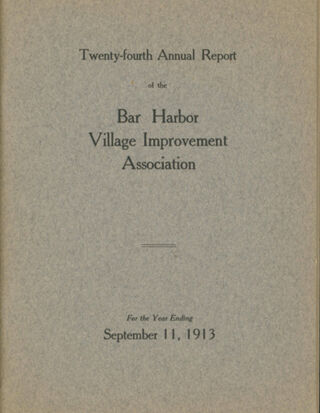 Twenty-fourth Annual Report
of the
Bar Harbor
Village Improvement
Association
For the Year Ending
September 11, 1913